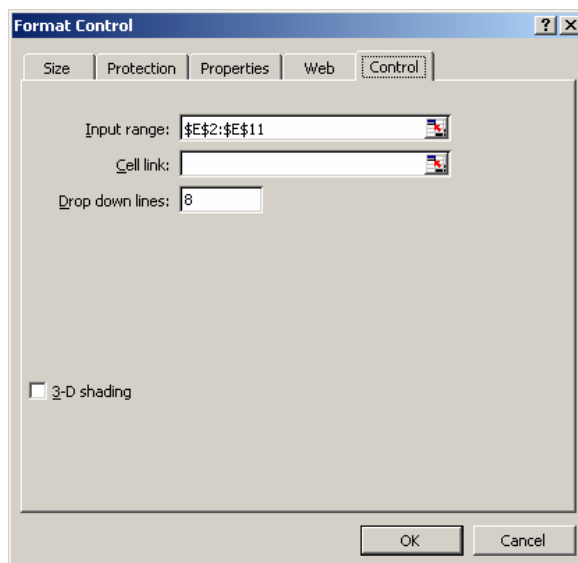 Format Control
Size Protection Properties Web Control
Input range: $E$2:$E$11
Cell link:
Drop down lines: 8
3-D shading
OK Cancel